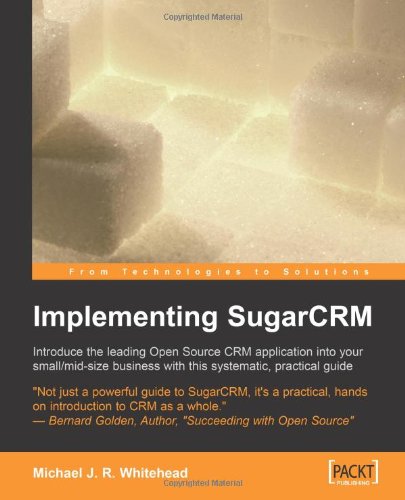 Copyrighted Material
From Technologies to Solutions
Implementing SugarCRM
Introduce the leading Open Source CRM application into your
small/mid-size business with this systematic, practical guide
"Not just a powerful guide to SugarCRM, it's a practical, hands
on introduction to CRM as a whole."
— Bernard Golden, Author, "Succeeding with Open Source"
Michael J. R. Whitehead
PACKT
PUBLISHING
Copyrighted Material